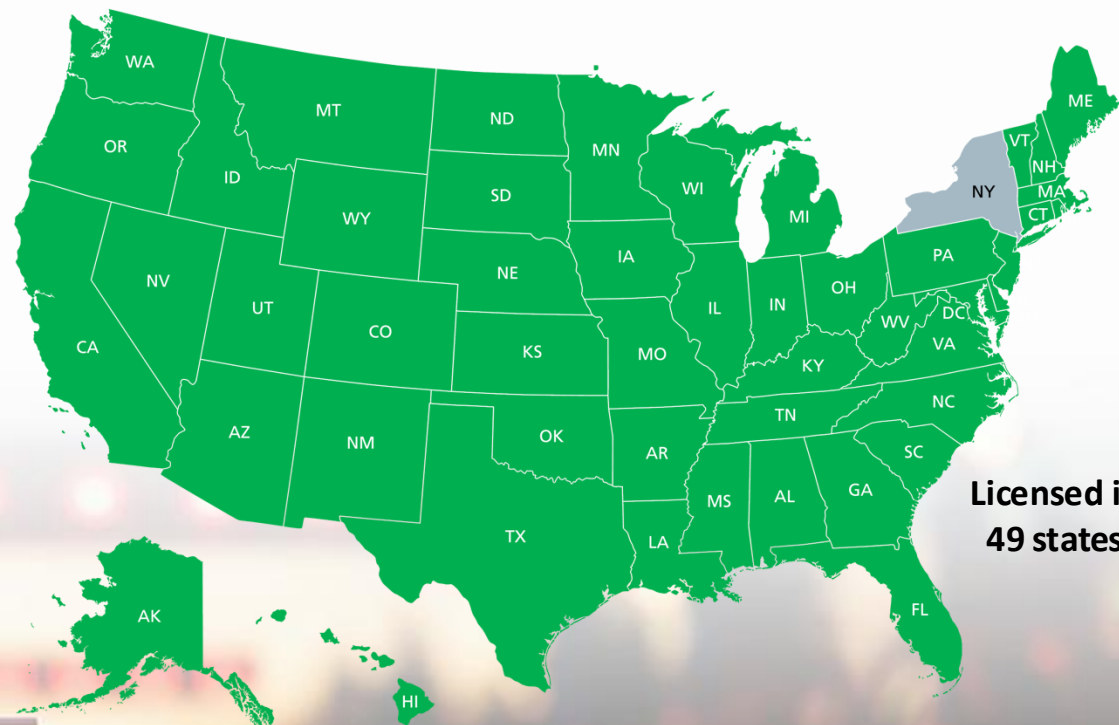 WA
MT
ND
MN
ME
OR
ID
SD
WI
VT
NH
NY
MA
WY
MI
CT
IA
PA
NE
NV
UT
IL
IN
OH
CO
WV
DC
CA
KS
MO
VA
KY
NC
AZ
NM
OK
TN
AR
SC
MS
AL
GA
Licensed i
49 states
TX
LA
AK
FL
HI